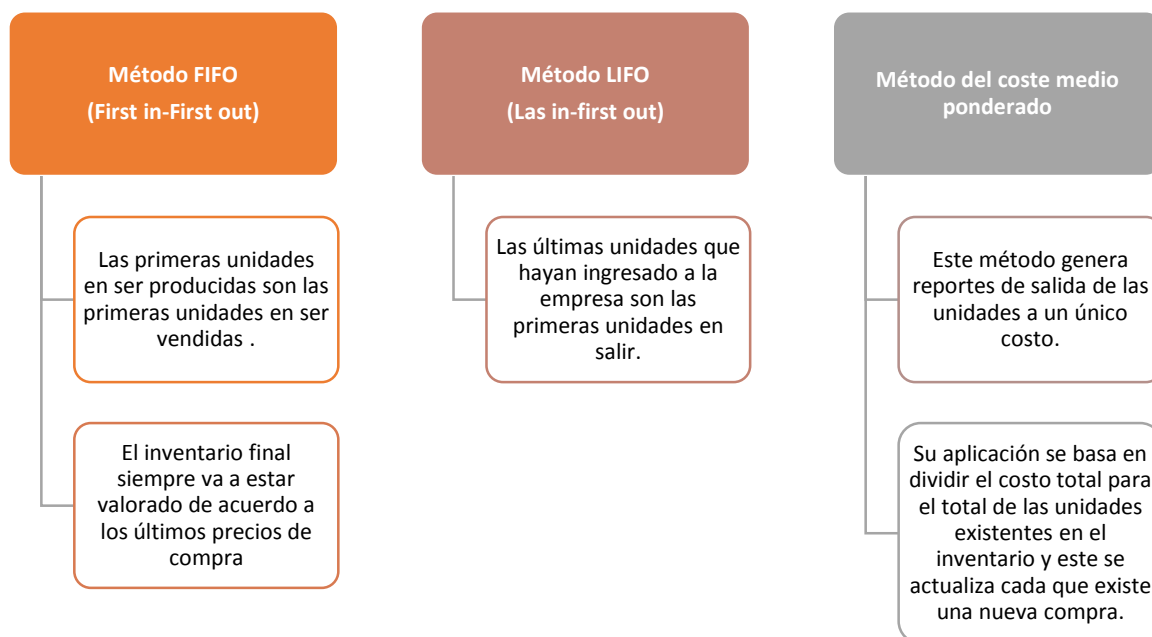 Método FIFO
(First in-First out)
Las primeras unidades
en ser producidas son las
primeras unidades en ser
vendidas .
El inventario final
siempre va a estar
valorado de acuerdo a
los últimos precios de
compra
Método LIFO
(Las in-first out)
Las últimas unidades que
hayan ingresado a la
empresa son las
primeras unidades en
salir.
Método del coste medio
ponderado
Este método genera
reportes de salida de las
unidades a un único
costo.
Su aplicación se basa en
dividir el costo total para
el total de las unidades
existentes en el
inventario y este se
actualiza cada que existe
una nueva compra.